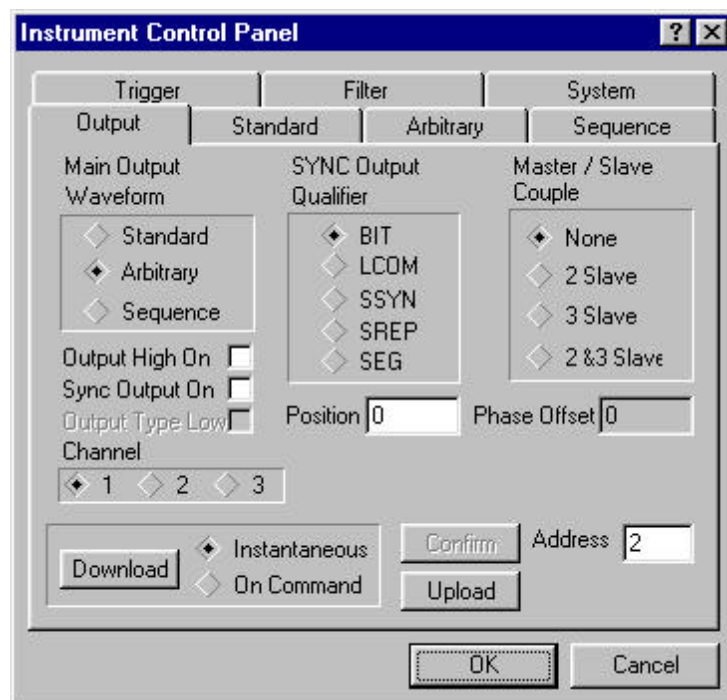 Instrument Control Panel ? X
Trigger Filter System
Output Standard Arbitrary Sequence
Main Output
Waveform
Standard
Arbitrary
Sequence
Output High On
Sync Output On
Output Type Low
Channel
1 2 3
SYNC Output
Qualifier
BIT
LCOM
SSYN
SREP
SEG
Position 0
Master / Slave
Couple
None
2 Slave
3 Slave
2 &3 Slave
Phase Offset 0
Download
Instantaneous
On Command
Confirm
Upload
Address 2
OK Cancel